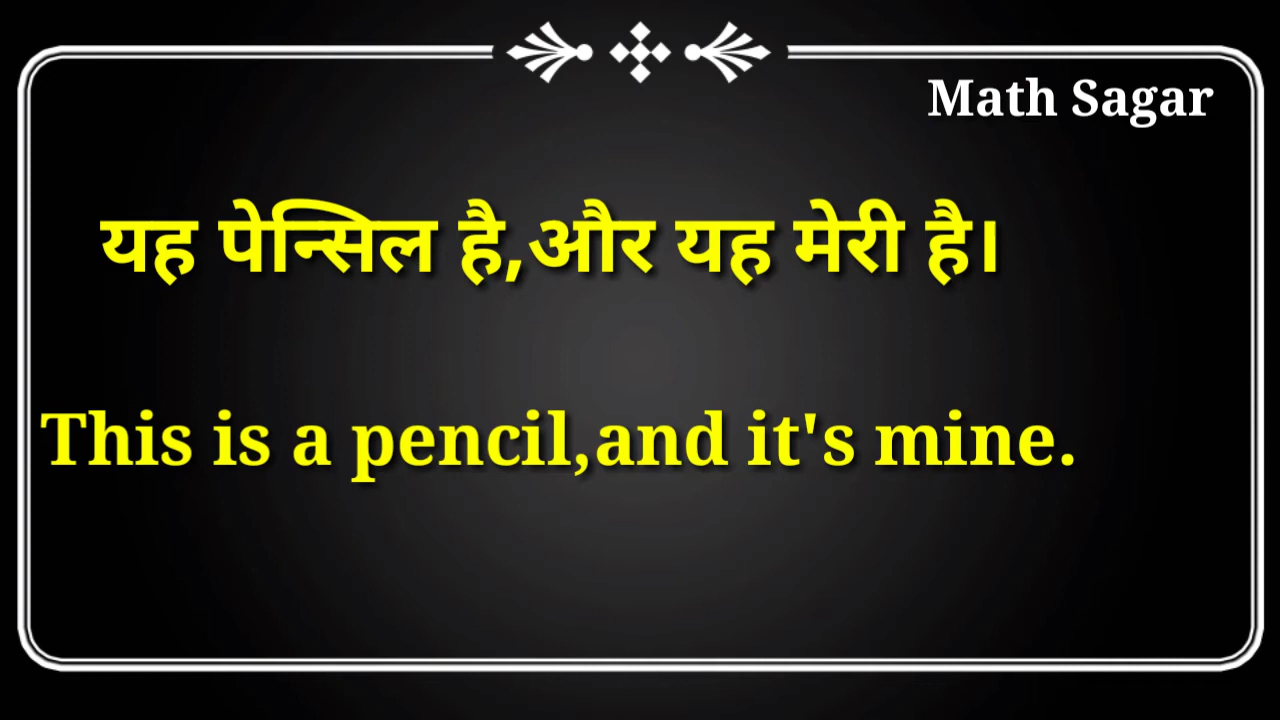 Math Sagar
यह पेन्सिल है,और यह मेरी है।
This is a pencil,and it's mine.